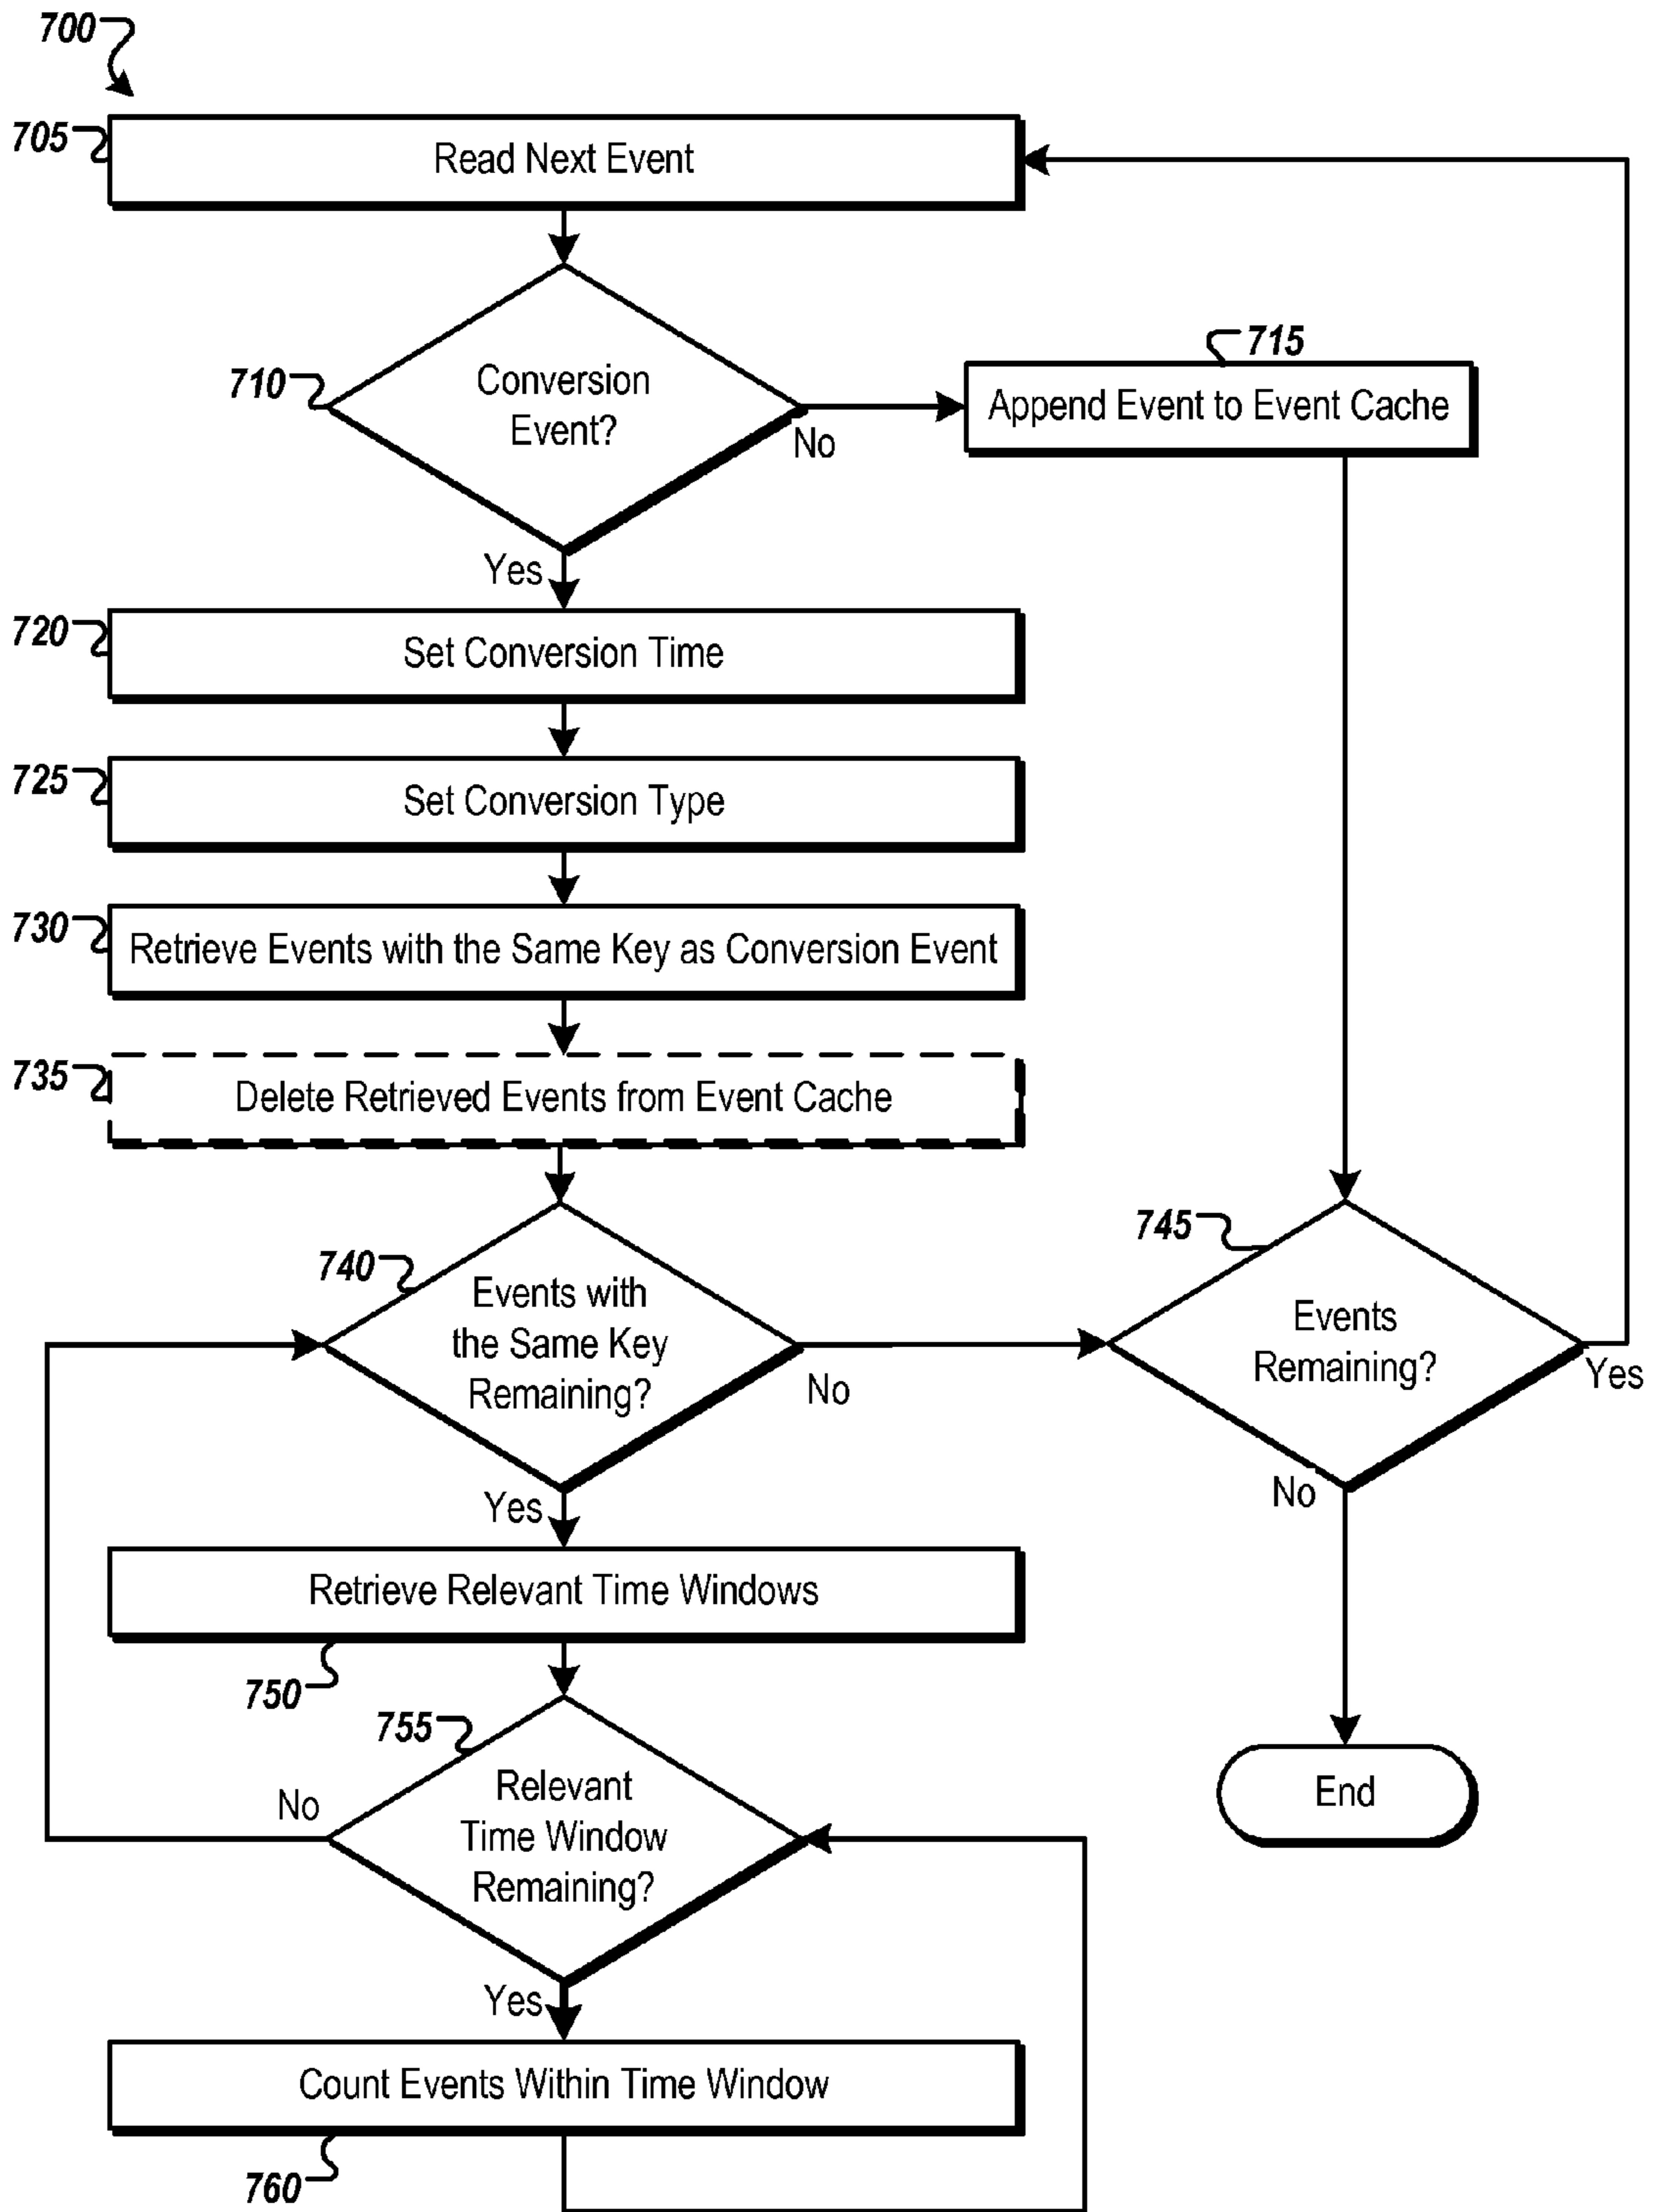 700
705
Read Next Event
710
Conversion
Event?
No
715
Append Event to Event Cache
Yes
720
Set Conversion Time
725
Set Conversion Type
730
Retrieve Events with the Same Key as Conversion Event
735
Delete Retrieved Events from Event Cache
740
Events with
the Same Key
Remaining?
No
745
Events
Remaining?
Yes
No
Yes
Retrieve Relevant Time Windows
750
755
Relevant
Time Window
Remaining?
No
End
Yes
Count Events Within Time Window
760